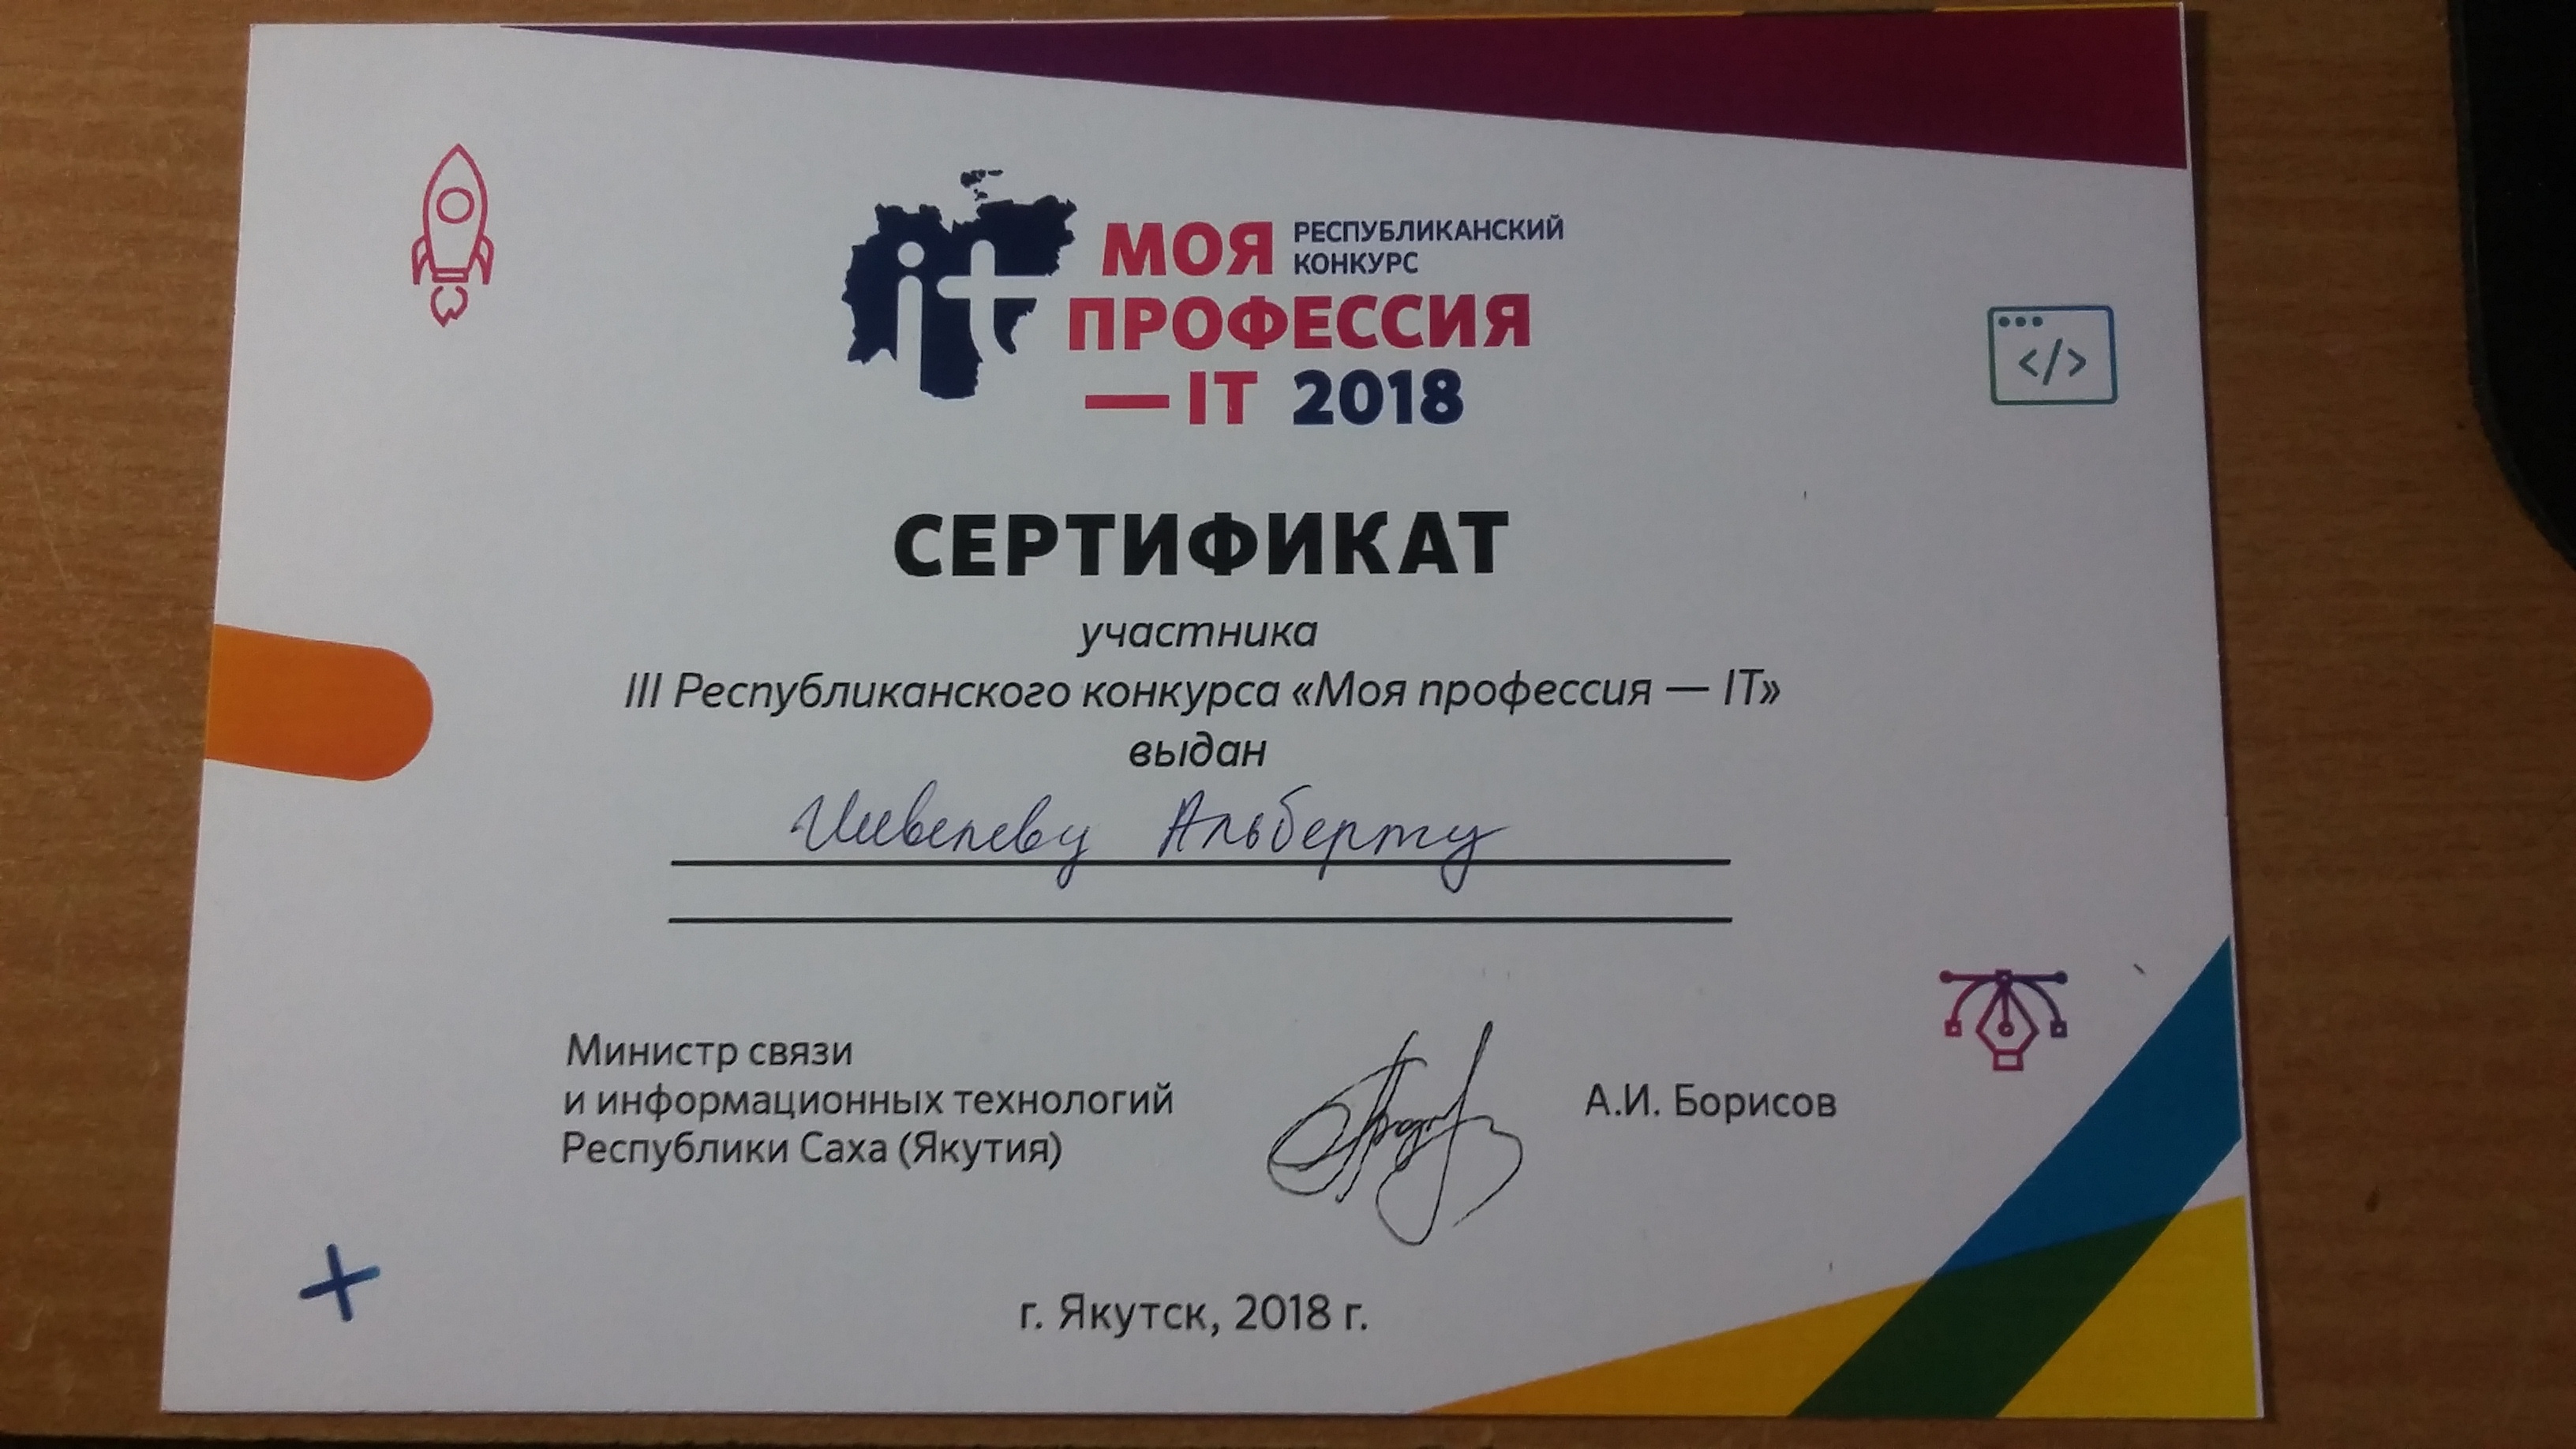 it
МОЯ РЕСПУБЛИКАНСКИЙ
КОНКУРС
ПРОФЕССИЯ
— IT 2018
</>
СЕРТИФИКАТ
участника
III Республиканского конкурса «Моя профессия — IT»
выдан
Шевелеву Альберту
Министр связи
и информационных технологий
Республики Саха (Якутия)
А.И. Борисов
г. Якутск, 2018 г.